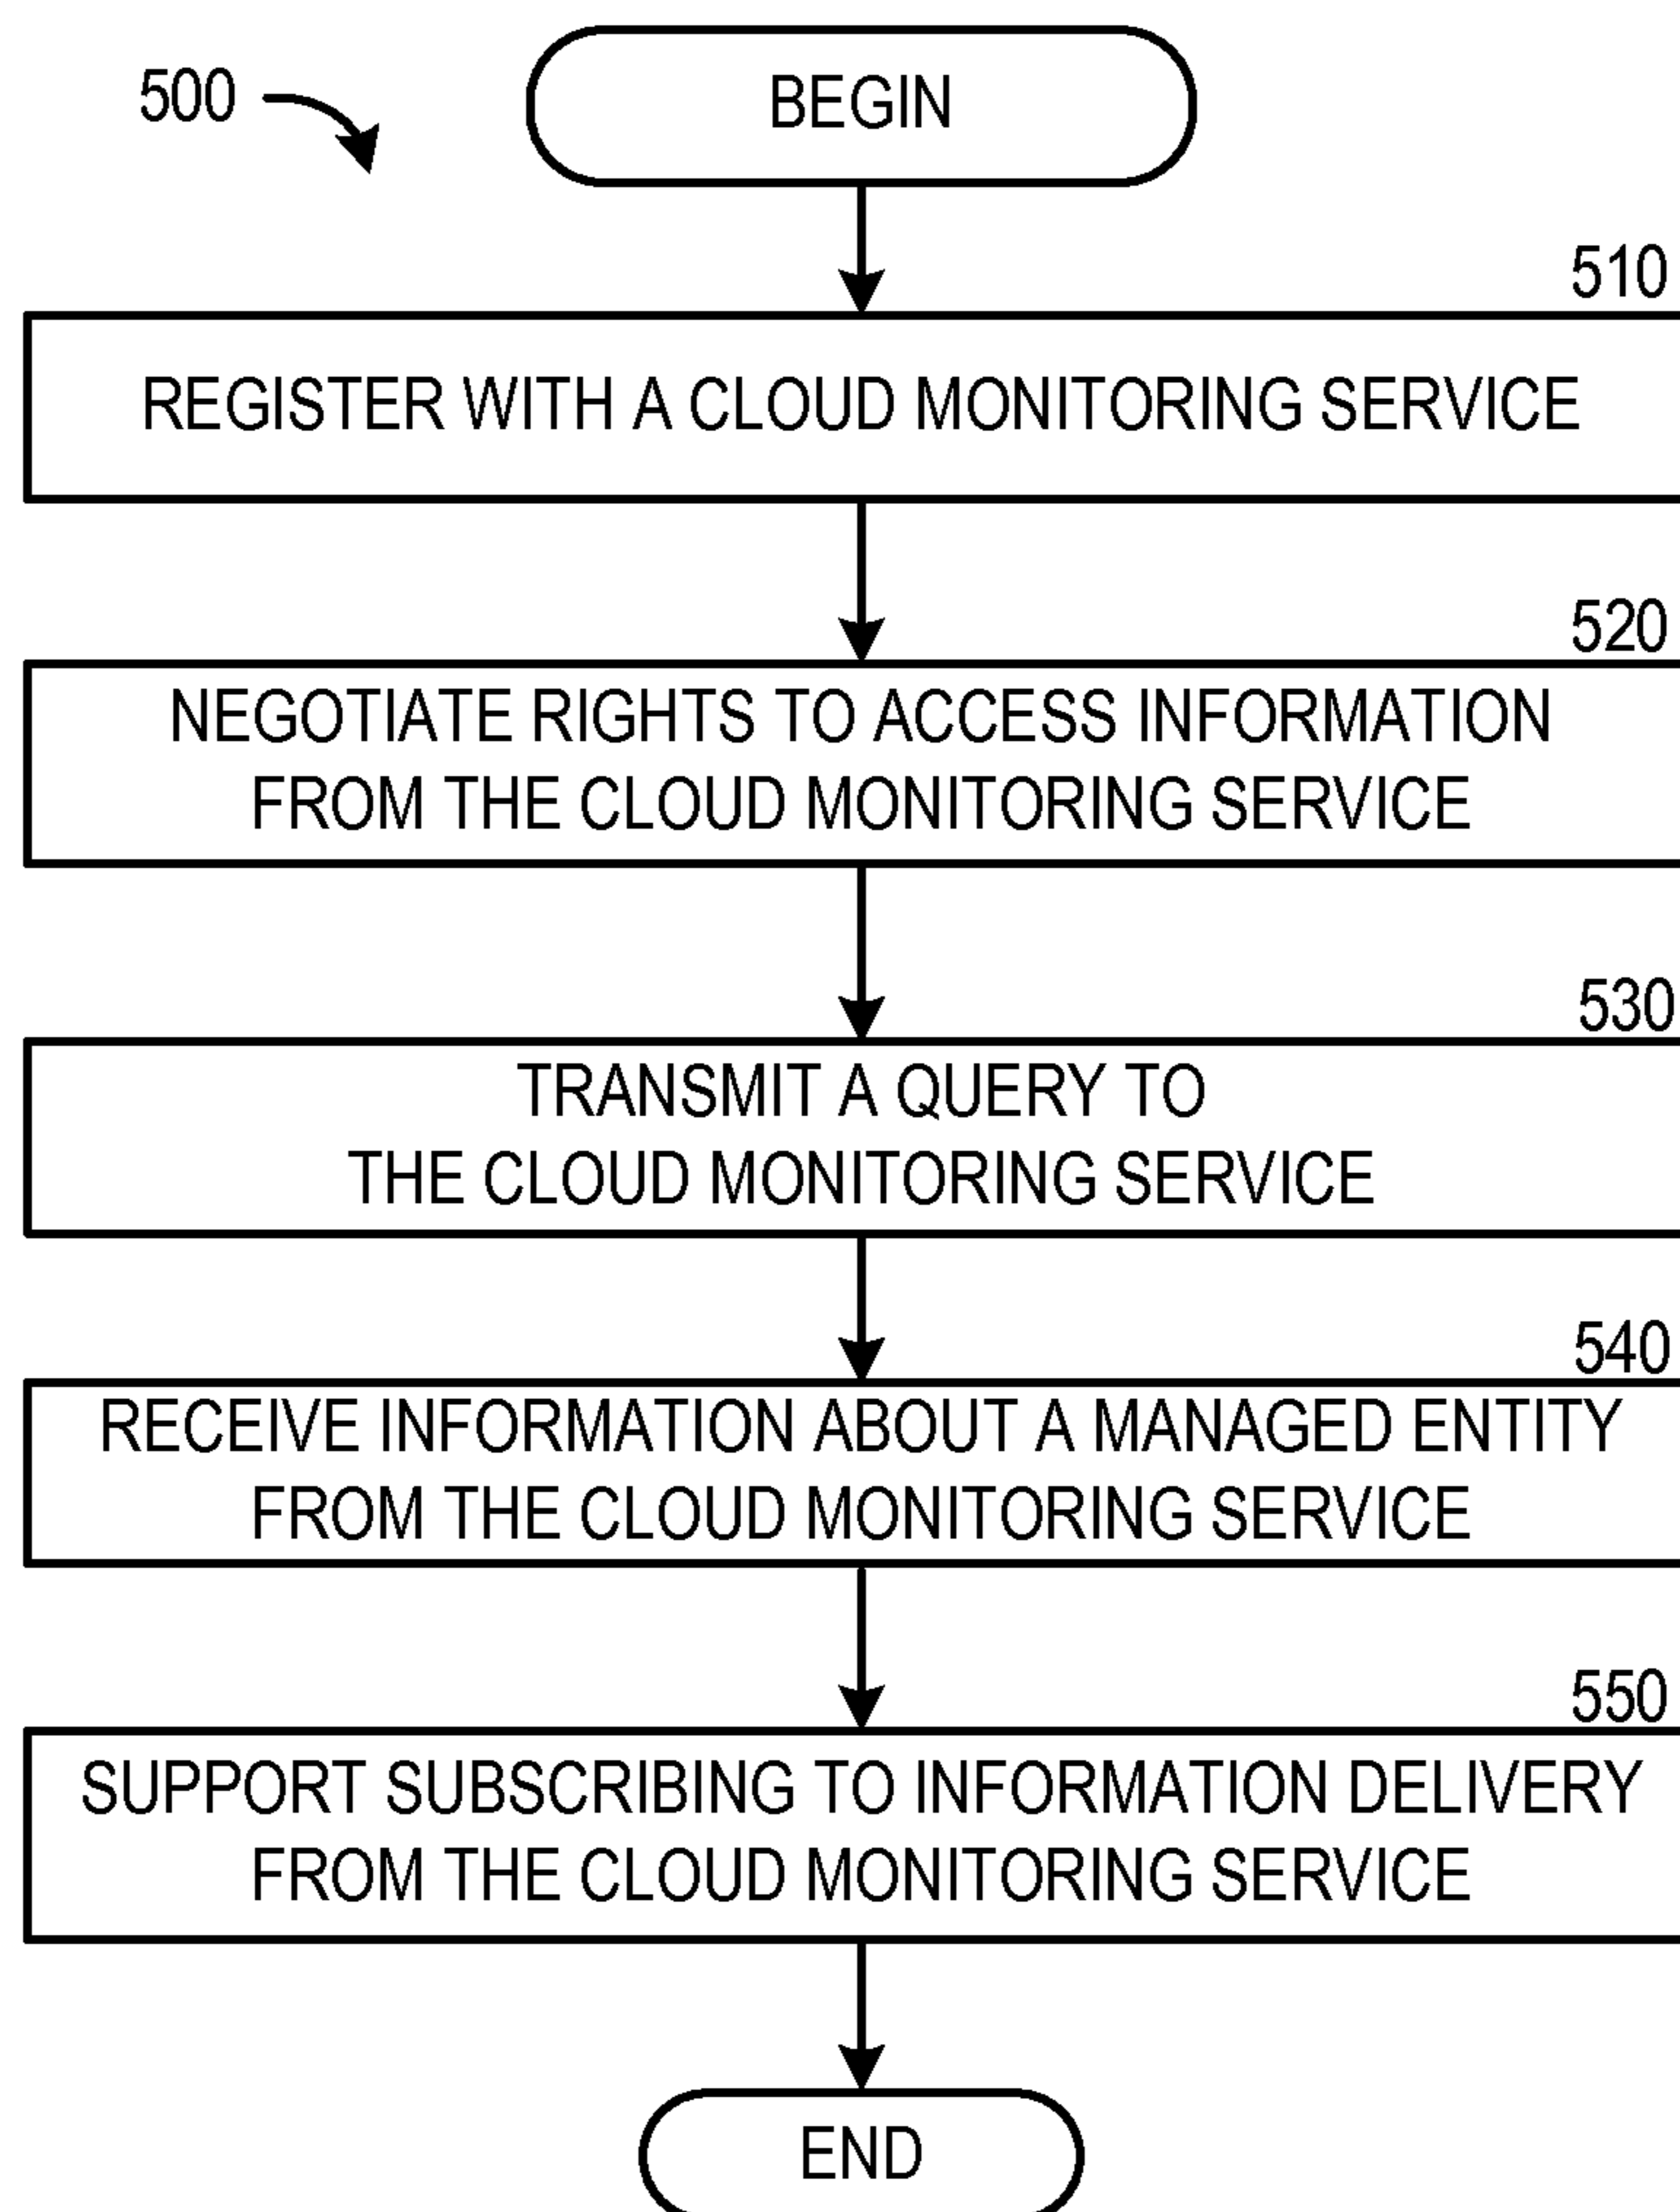 500
BEGIN
510
REGISTER WITH A CLOUD MONITORING SERVICE
520
NEGOTIATE RIGHTS TO ACCESS INFORMATION
FROM THE CLOUD MONITORING SERVICE
530
TRANSMIT A QUERY TO
THE CLOUD MONITORING SERVICE
540
RECEIVE INFORMATION ABOUT A MANAGED ENTITY
FROM THE CLOUD MONITORING SERVICE
550
SUPPORT SUBSCRIBING TO INFORMATION DELIVERY
FROM THE CLOUD MONITORING SERVICE
END